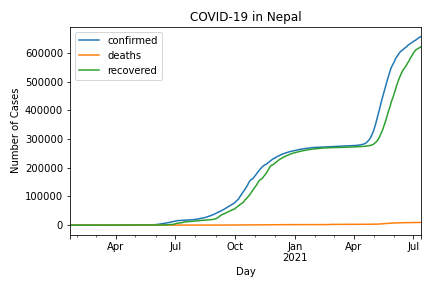 COVID-19 in Nepal
confirmed
deaths
recovered
Number of Cases
600000
500000
400000
300000
200000
100000
0
Apr
Jul
Oct
Jan
2021
Apr
Jul
Day